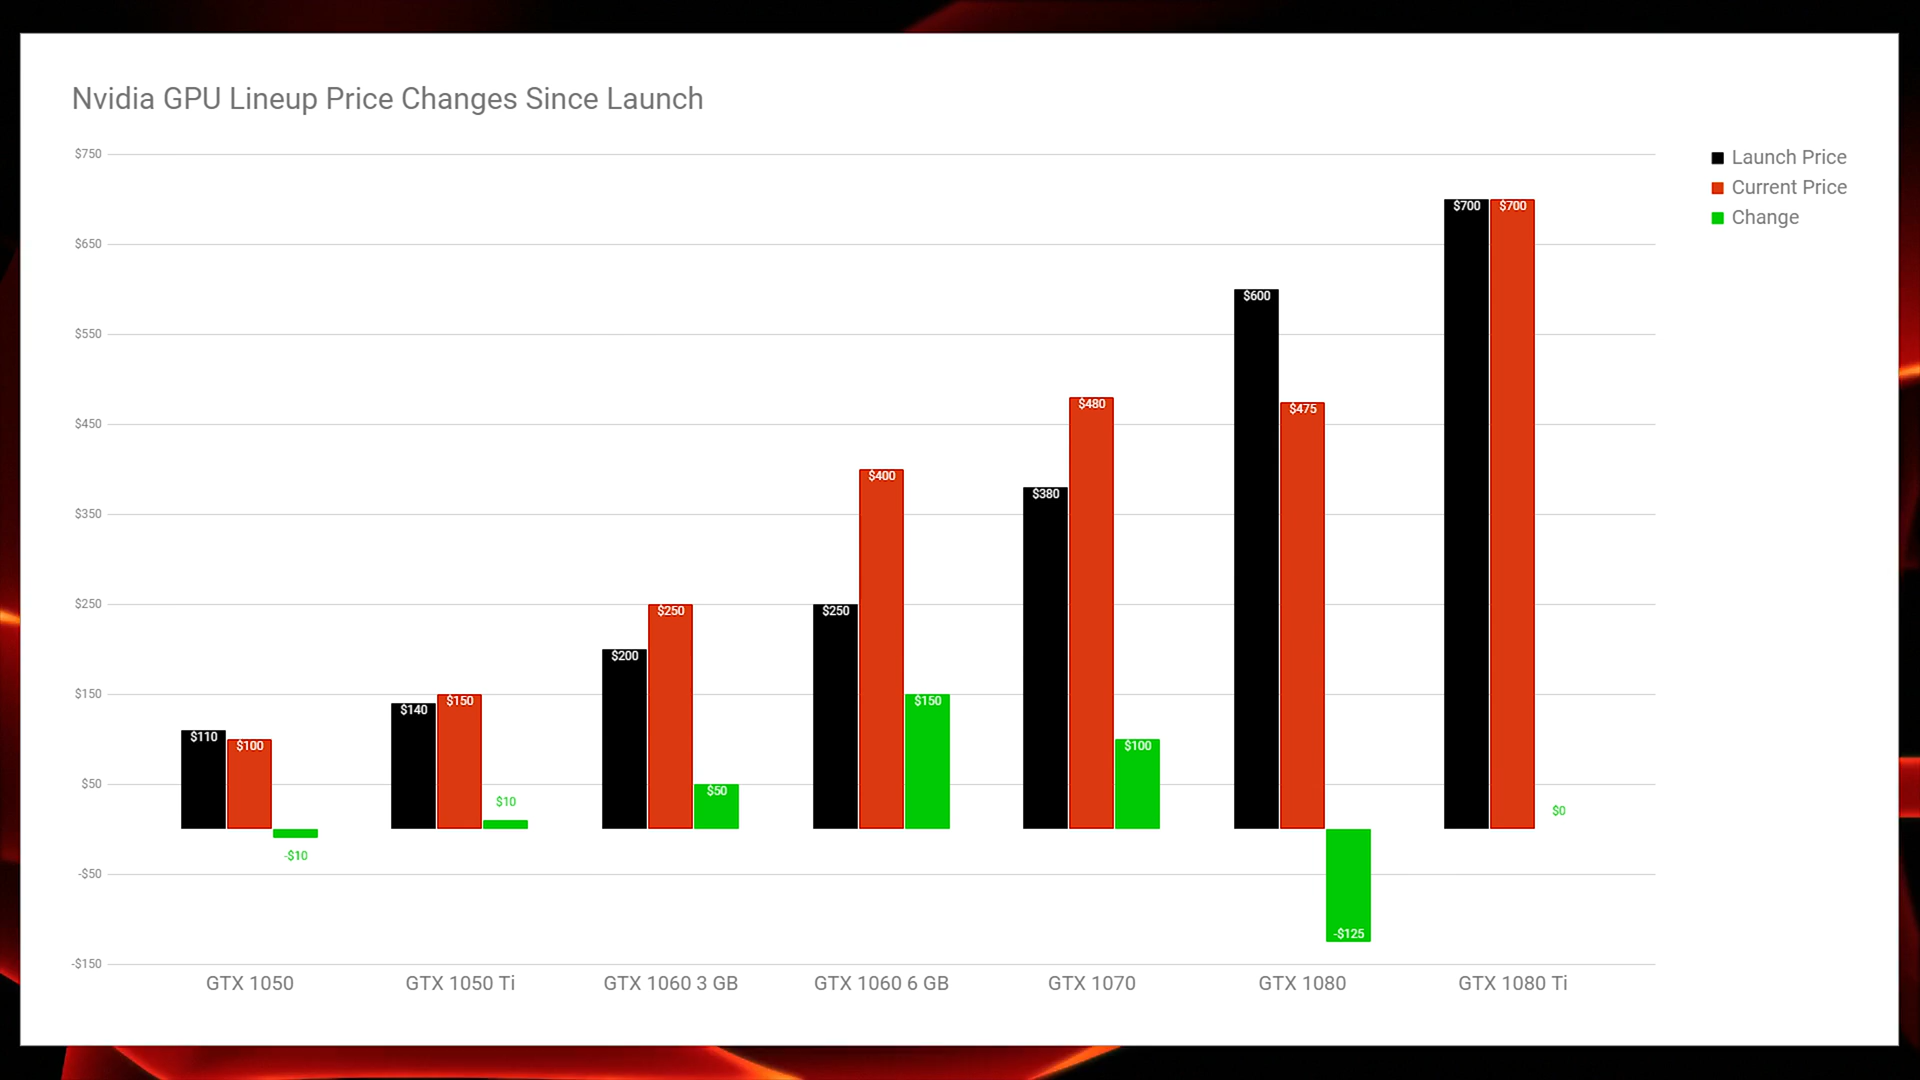 Nvidia GPU Lineup Price Changes Since Launch
Launch Price
Current Price
Change
$750
$650
$550
$450
$350
$250
$150
$50
-$50
-$150
$110
$100
-$10
$140
$150
$10
$200
$250
$50
$250
$400
$150
$380
$480
$100
$600
$475
-$125
$700
$700
$0
GTX 1050
GTX 1050 Ti
GTX 1060 3 GB
GTX 1060 6 GB
GTX 1070
GTX 1080
GTX 1080 Ti